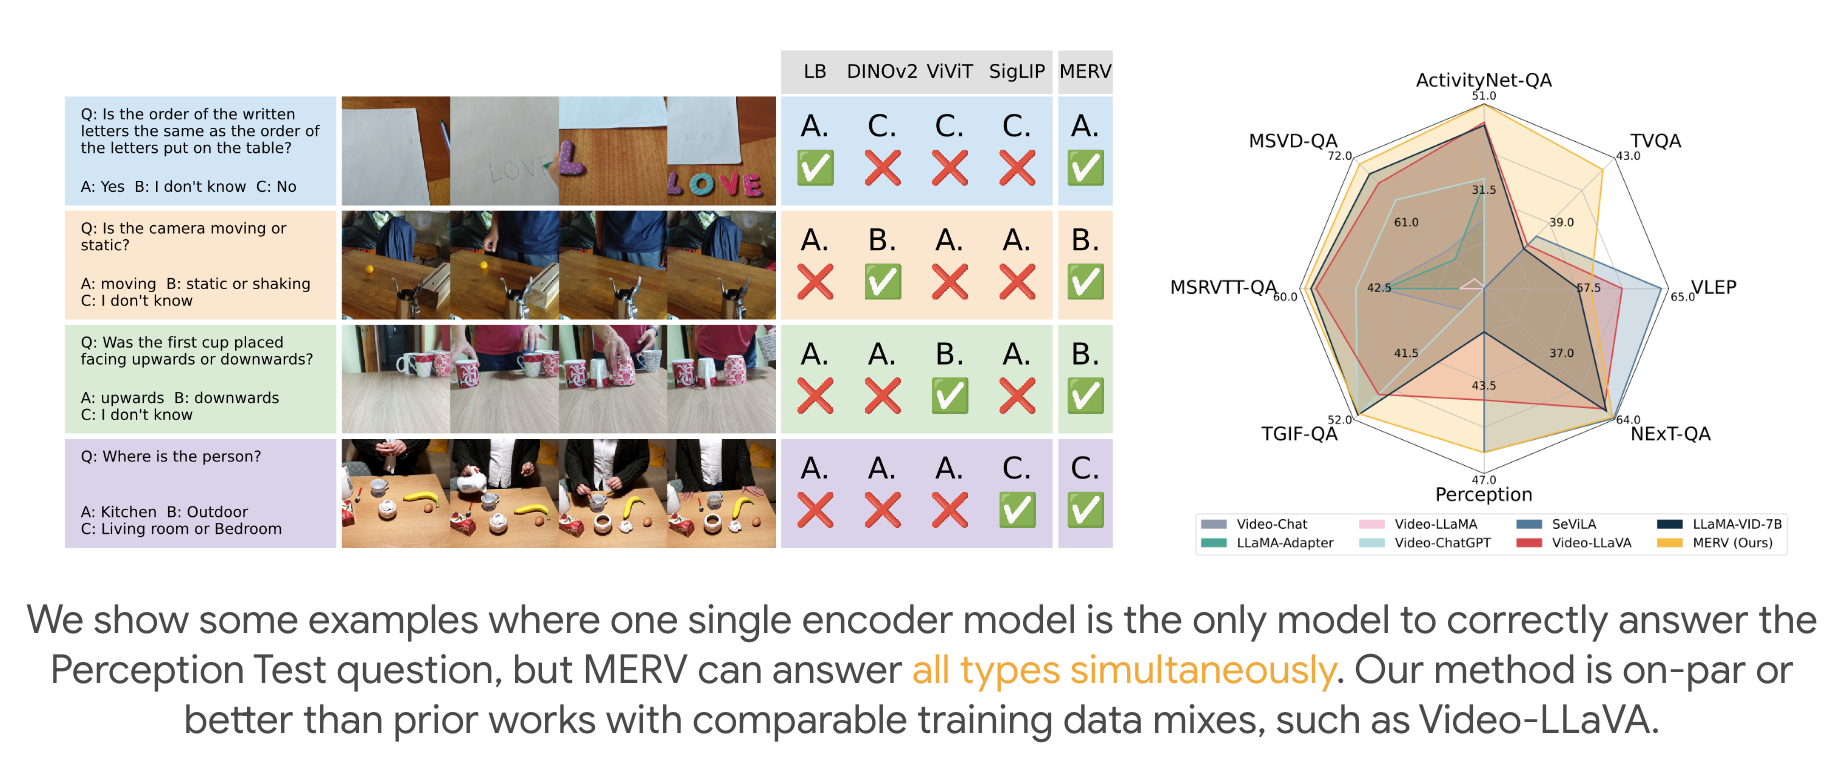 LB DINOv2 ViViT SigLIP MERV
Q: Is the order of the written
letters the same as the order of
the letters put on the table?
A: Yes B: I don't know C: No
LOVE
L
LOVE
A. C. C. C. A.
Q: Is the camera moving or
static?
A: moving B: static or shaking
C: I don't know
A. B. A. A. B.
Q: Was the first cup placed
facing upwards or downwards?
A: upwards B: downwards
C: I don't know
A. A. B. A. B.
Q: Where is the person?
A: Kitchen B: Outdoor
C: Living room or Bedroom
A. A. A. C. C.
ActivityNet-QA
51.0
MSVD-QA
72.0
TVQA
43.0
31.5
61.0
39.0
MSRVTT-QA
60.0
42.5
57.5
65.0
VLEP
41.5
37.0
43.5
52.0
TGIF-QA
64.0
NExT-QA
47.0
Perception
Video-Chat Video-LLaMA SeViLA LLaMA-VID-7B
LLaMA-Adapter Video-ChatGPT Video-LLaVA MERV (Ours)
We show some examples where one single encoder model is the only model to correctly answer the
Perception Test question, but MERV can answer all types simultaneously. Our method is on-par or
better than prior works with comparable training data mixes, such as Video-LLaVA.